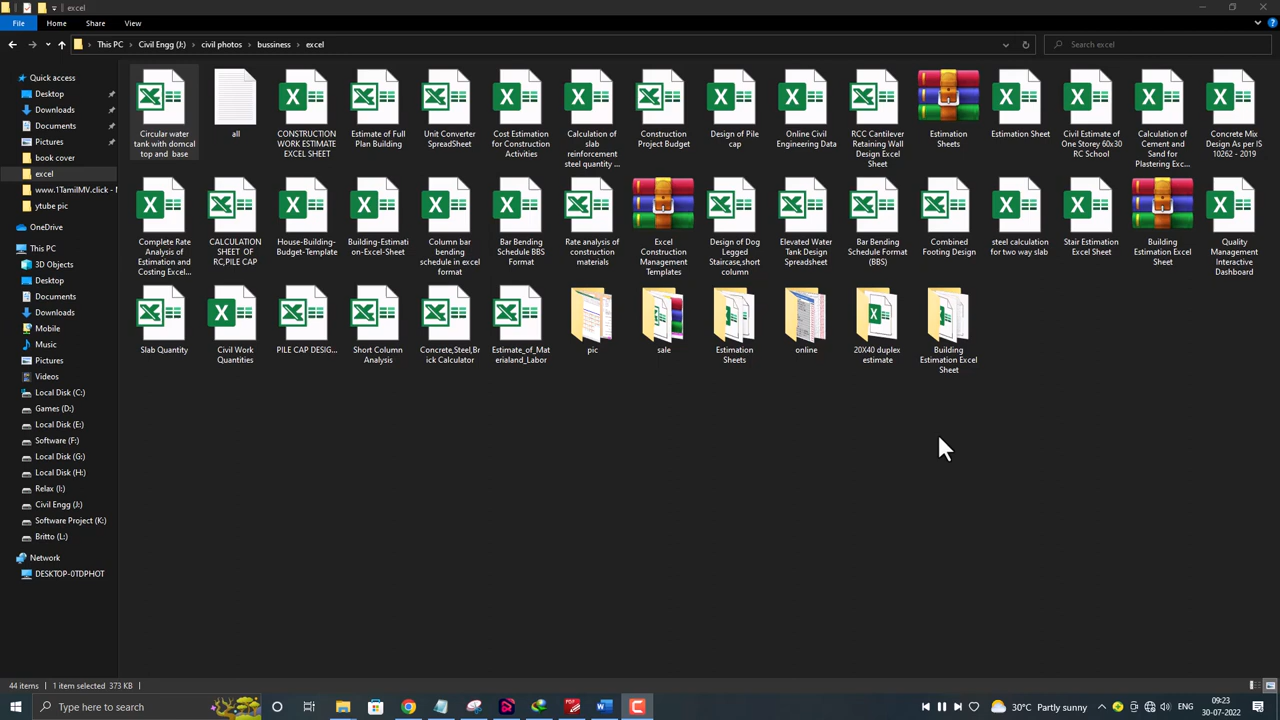 excel
File
Home
Share
View
This PC › Civil Engg (J:) › civil photos › bussiness › excel
Search excel
Quick access
Desktop
Downloads
Documents
Pictures
book cover
excel
www.1TamilMV.click - M
ytube pic
OneDrive
This PC
3D Objects
Desktop
Documents
Downloads
Mobile
Music
Pictures
Videos
Local Disk (C:)
Games (D:)
Local Disk (E:)
Software (F:)
Local Disk (G:)
Local Disk (H:)
Relax (I:)
Civil Engg (J:)
Software Project (K:)
Britto (L:)
Network
DESKTOP-0TDPHOT
Circular water
tank with domcal
top and base
all
CONSTRUCTION
WORK ESTIMATE
EXCEL SHEET
Estimate of Full
Plan Building
Unit Converter
SpreadSheet
Cost Estimation
for Construction
Activities
Calculation of
slab
reinforcement
steel quantity ...
Construction
Project Budget
Design of Pile
cap
Online Civil
Engineering Data
RCC Cantilever
Retaining Wall
Design Excel
Sheet
Estimation
Sheets
Estimation Sheet
Civil Estimate of
One Storey 60x30
RC School
Calculation of
Cement and
Sand for
Plastering Exc...
Concrete Mix
Design As per IS
10262 - 2019
Complete Rate
Analysis of
Estimation and
Costing Excel...
CALCULATION
SHEET OF
RC,PILE CAP
House-Building-
Budget-Template
Building-Estimati
on-Excel-Sheet
Column bar
bending
schedule in excel
format
Bar Bending
Schedule BBS
Format
Rate analysis of
construction
materials
Excel
Construction
Management
Templates
Design of Dog
Legged
Staircase,short
column
Elevated Water
Tank Design
Spreadsheet
Bar Bending
Schedule Format
(BBS)
Combined
Footing Design
steel calculation
for two way slab
Stair Estimation
Excel Sheet
Building
Estimation Excel
Sheet
Quality
Management
Interactive
Dashboard
Slab Quantity
Civil Work
Quantities
PILE CAP DESIG...
Short Column
Analysis
Concrete,Steel,Br
ick Calculator
Estimate_of_Mat
erialand_Labor
pic
sale
Estimation
Sheets
online
20X40 duplex
estimate
Building
Estimation Excel
Sheet
44 items
1 item selected 373 KB
Type here to search
30°C Partly sunny
ENG
09:23
30-07-2022